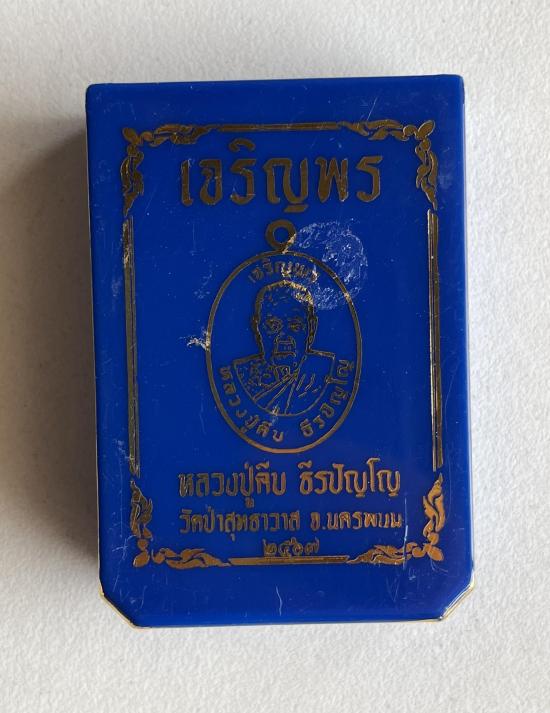 เจริญพร
เจริญพร
หลวงปู่คีบ ธีรปัญโญ
หลวงปู่คีบ ธีรปัญโญ
วัดป่าสุทธาวาส จ.นครพนม
๒๕๖๗